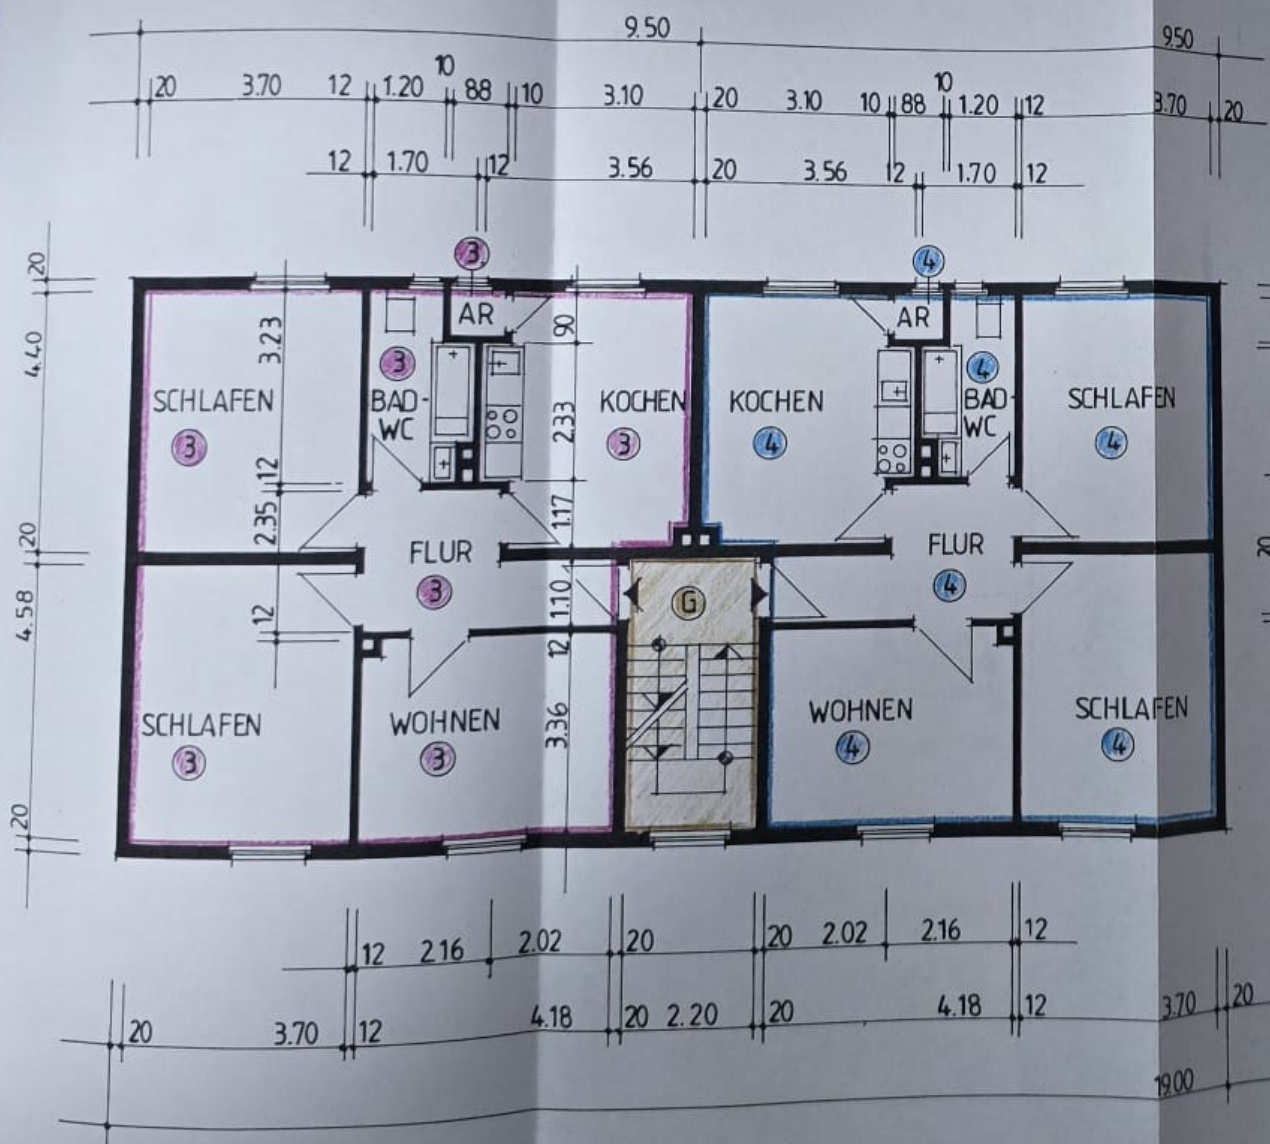 9.50 9.50
20 3.70 12 1.20 10 88 10 3.10 20 3.10 10 88 10 1.20 12 3.70 20
12 1.70 12 3.56 20 3.56 12 1.70 12
3 4
20
4.40
20
4.58
20
AR AR
3.23
90
3 4
SCHLAFEN BAD- KOCHEN KOCHEN BAD- SCHLAFEN
WC WC
3 3 4 4
2.33
12
2.35
1.17
FLUR FLUR
3 4
20
12
1.10
12
G
3.36
SCHLAFEN WOHNEN WOHNEN SCHLAFEN
3 3 4 4
12 2.16 2.02 20 20 2.02 2.16 12
20 3.70 12 4.18 20 2.20 20 4.18 12 3.70 20
19.00